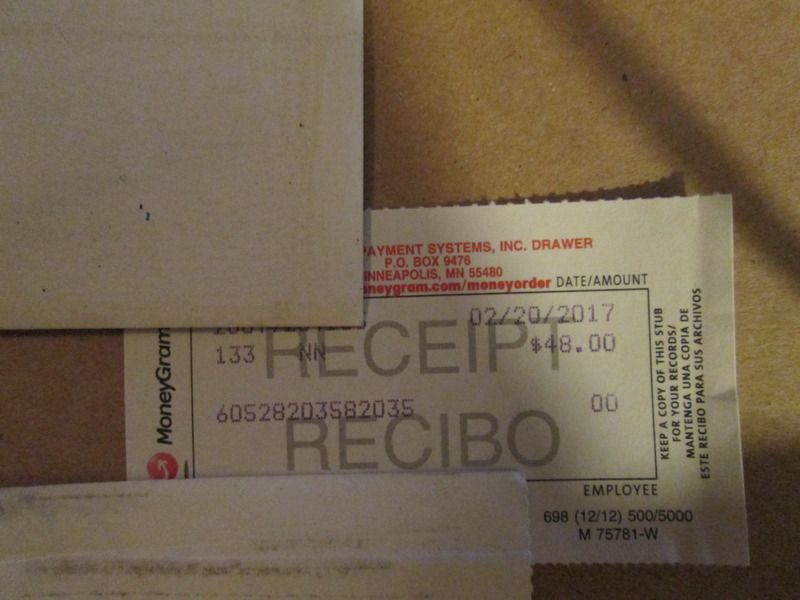 PAYMENT SYSTEMS, INC. DRAWER
P.O. BOX 9476
INNEAPOLIS, MN 55480
neygram.com/moneyorder DATE/AMOUNT
02/20/2017
133 NN $48.00
RECEIPT
60528203582035 00
RECIBO
EMPLOYEE
698 (12/12) 500/5000
M 75781-W
MoneyGram
KEEP A COPY OF THIS STUB
FOR YOUR RECORDS/
MANTENGA UNA COPIA DE
ESTE RECIBO PARA SUS ARCHIVOS